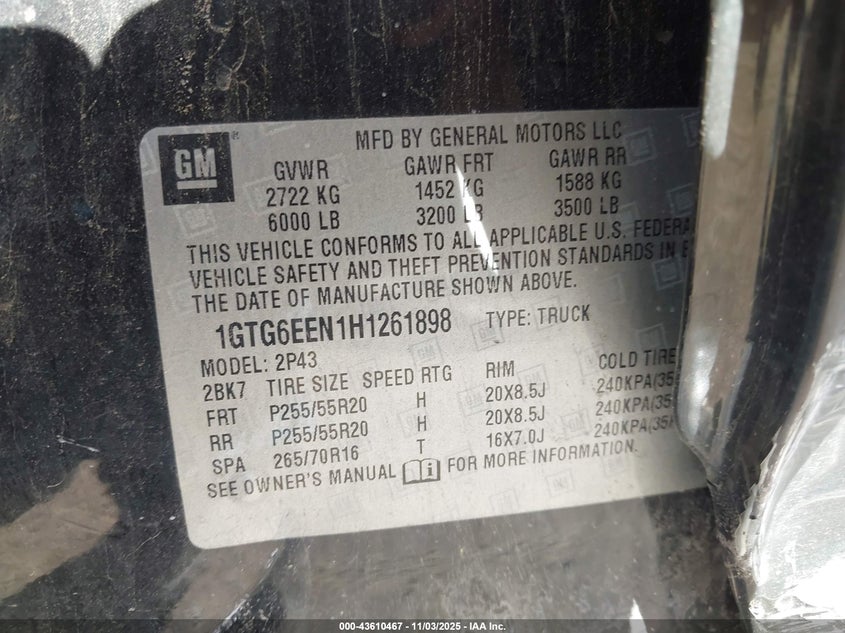 MFD BY GENERAL MOTORS LLC
GM®
GVWR GAWR FRT GAWR RR
2722 KG 1452 KG 1588 KG
6000 LB 3200 LB 3500 LB
THIS VEHICLE CONFORMS TO ALL APPLICABLE U.S. FEDERA
VEHICLE SAFETY AND THEFT PREVENTION STANDARDS IN E
THE DATE OF MANUFACTURE SHOWN ABOVE.
1GTG6EEN1H1261898 TYPE: TRUCK
MODEL: 2P43
2BK7 TIRE SIZE SPEED RTG RIM COLD TIRE
FRT P255/55R20 H 20X8.5J 240KPA(35
RR P255/55R20 H 20X8.5J 240KPA(35
SPA 265/70R16 T 16X7.0J 240KPA(35
SEE OWNER'S MANUAL FOR MORE INFORMATION.
000-43610467 - 11/03/2025 - IAA Inc.